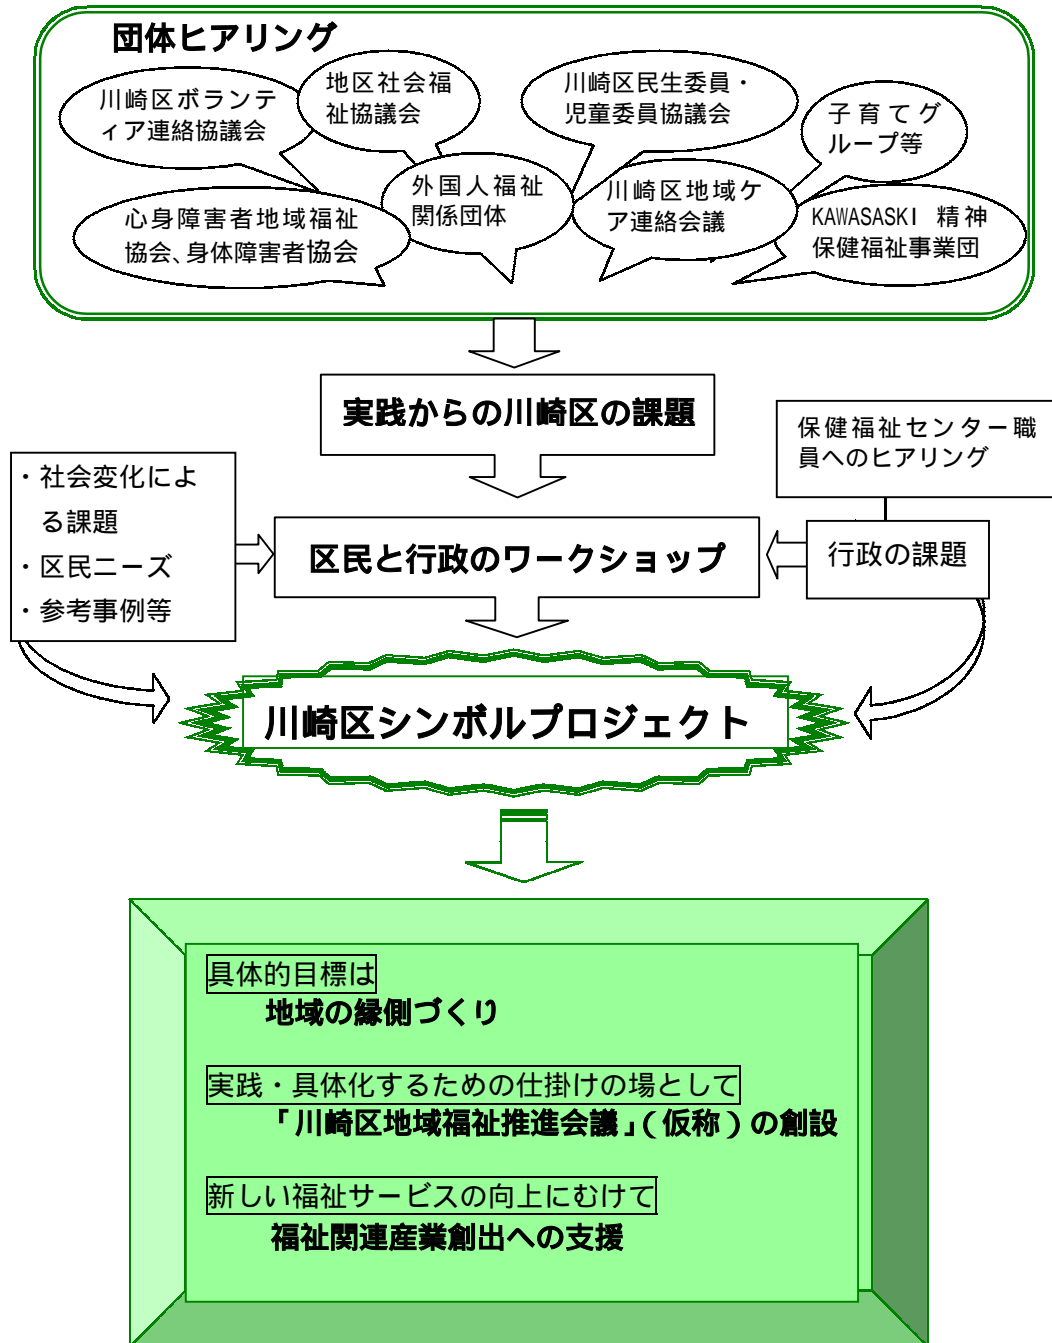 団体ヒアリング
川崎区ボランテ
ィア連絡協議会
地区社会福
祉協議会
川崎区民生委員・
児童委員協議会
子育てグ
ループ等
心身障害者地域福祉
協会、身体障害者協会
外国人福祉
関係団体
川崎区地域ケ
ア連絡会議
KAWASASKI 精神
保健福祉事業団
実践からの川崎区の課題
保健福祉センター職
員へのヒアリング
・社会変化によ
る課題
・区民ニーズ
・参考事例等
区民と行政のワークショップ
行政の課題
川崎区シンボルプロジェクト
具体的目標は
地域の縁側づくり
実践・具体化するための仕掛けの場として
「川崎区地域福祉推進会議」(仮称)の創設
新しい福祉サービスの向上にむけて
福祉関連産業創出への支援